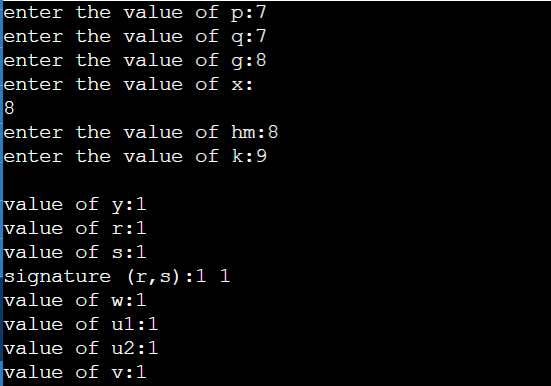 enter the value of p:7
enter the value of q:7
enter the value of g:8
enter the value of x:
8
enter the value of hm:8
enter the value of k:9
value of y:1
value of r:1
value of s:1
signature (r,s):1 1
value of w:1
value of u1:1
value of u2:1
value of v:1